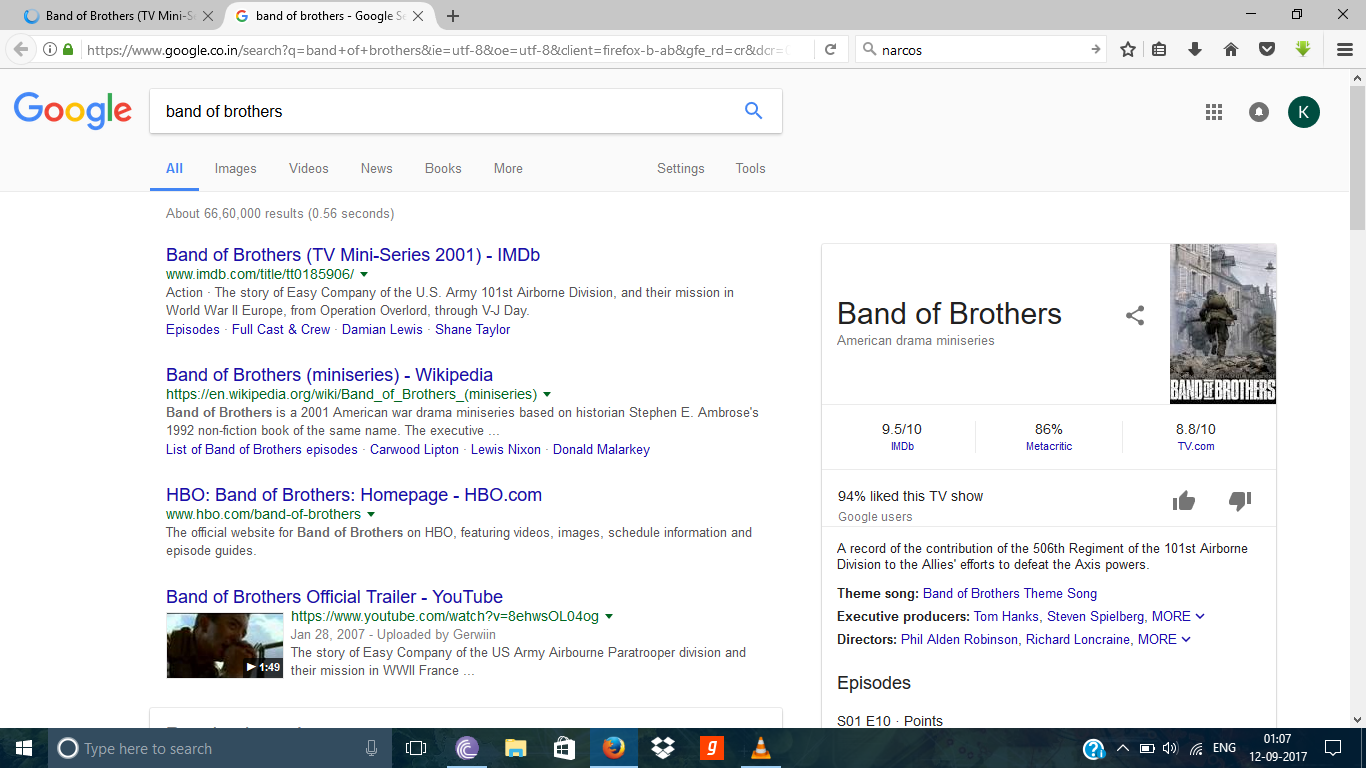 Band of Brothers (TV Mini-S
band of brothers - Google Se
https://www.google.co.in/search?q=band+of+brothers&ie=utf-8&oe=utf-8&client=firefox-b-ab&gfe_rd=cr&dcr=
narcos
Google
band of brothers
K
All
Images
Videos
News
Books
More
Settings
Tools
About 66,60,000 results (0.56 seconds)
Band of Brothers (TV Mini-Series 2001) - IMDb
www.imdb.com/title/tt0185906/
Action · The story of Easy Company of the U.S. Army 101st Airborne Division, and their mission in
World War II Europe, from Operation Overlord, through V-J Day.
Episodes · Full Cast & Crew · Damian Lewis · Shane Taylor
Band of Brothers (miniseries) - Wikipedia
https://en.wikipedia.org/wiki/Band_of_Brothers_(miniseries)
Band of Brothers is a 2001 American war drama miniseries based on historian Stephen E. Ambrose's
1992 non-fiction book of the same name. The executive ...
List of Band of Brothers episodes · Carwood Lipton · Lewis Nixon · Donald Malarkey
HBO: Band of Brothers: Homepage - HBO.com
www.hbo.com/band-of-brothers
The official website for Band of Brothers on HBO, featuring videos, images, schedule information and
episode guides.
Band of Brothers Official Trailer - YouTube
https://www.youtube.com/watch?v=8ehwsOL04og
Jan 28, 2007 - Uploaded by Gerwiin
The story of Easy Company of the US Army Airbourne Paratrooper division and
their mission in WWII France ...
1:49
Band of Brothers
American drama miniseries
BAND OF BROTHERS
9.5/10
IMDb
86%
Metacritic
8.8/10
TV.com
94% liked this TV show
Google users
A record of the contribution of the 506th Regiment of the 101st Airborne
Division to the Allies' efforts to defeat the Axis powers.
Theme song: Band of Brothers Theme Song
Executive producers: Tom Hanks, Steven Spielberg, MORE
Directors: Phil Alden Robinson, Richard Loncraine, MORE
Episodes
S01 E10 · Points
Type here to search
g
ENG
01:07
12-09-2017